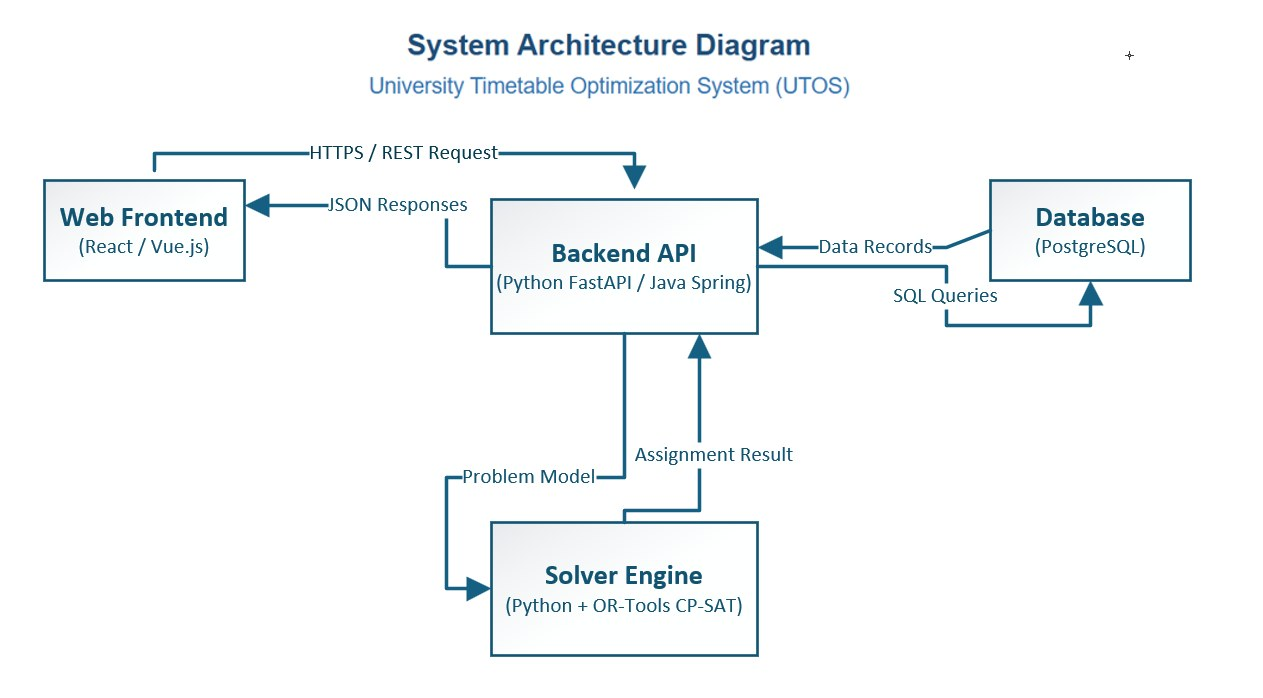 System Architecture Diagram
University Timetable Optimization System (UTOS)
HTTPS / REST Request
Web Frontend
(React / Vue.js)
JSON Responses
Backend API
(Python FastAPI / Java Spring)
Data Records
Database
(PostgreSQL)
SQL Queries
Assignment Result
Problem Model
Solver Engine
(Python + OR-Tools CP-SAT)